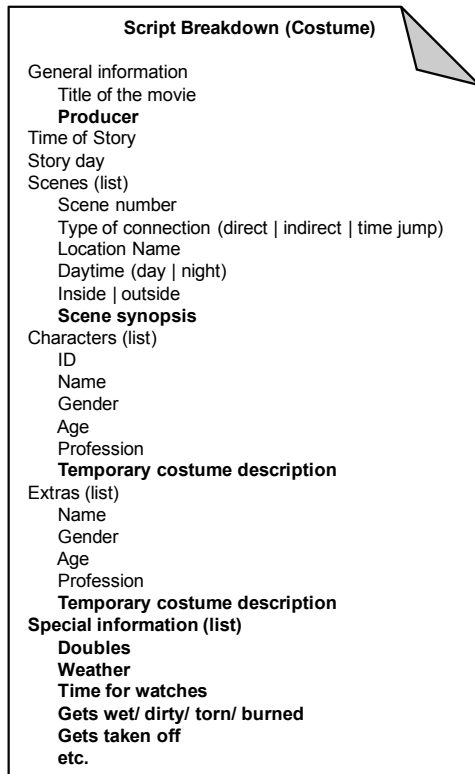 Script Breakdown (Costume)
General information
Title of the movie
Producer
Time of Story
Story day
Scenes (list)
Scene number
Type of connection (direct | indirect | time jump)
Location Name
Daytime (day | night)
Inside | outside
Scene synopsis
Characters (list)
ID
Name
Gender
Age
Profession
Temporary costume description
Extras (list)
Name
Gender
Age
Profession
Temporary costume description
Special information (list)
Doubles
Weather
Time for watches
Gets wet/ dirty/ torn/ burned
Gets taken off
etc.